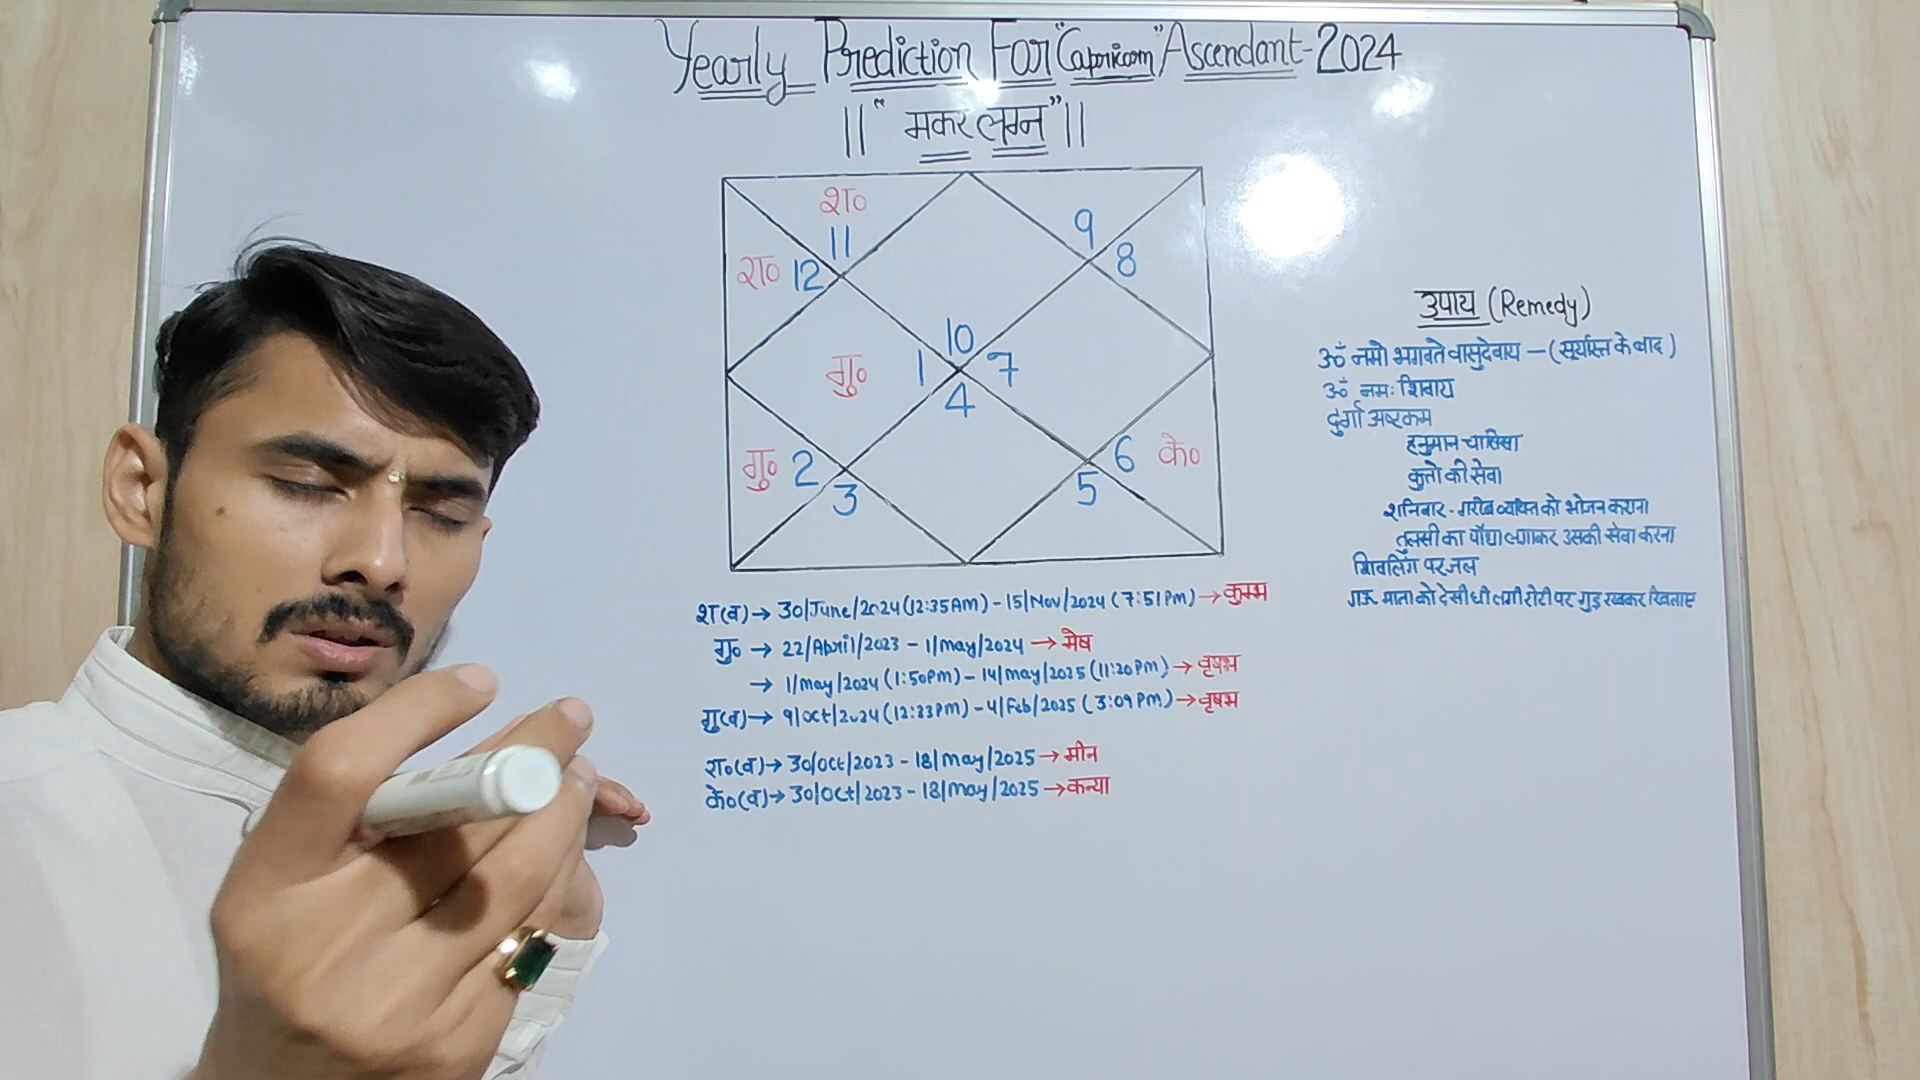 Yearly Prediction For "Capricorn" Ascendant-2024
||" मकर लग्न"||
श०
11
रा० 12
9
8
10
गु० 1
7
4
गु० 2
3
6 के०
5
श(व)→ 30/June/2024(12:35AM) - 15/Nov/2024(7:51Pm) → कुम्भ
गु० → 22/April/2023 - 1/may/2024 → मेष
→ 1/may/2024(1:50pm) - 14/may/2025(11:20pm) → वृषभ
गु(व)→ 9/oct/2024(12:33PM) - 4/Feb/2025(3:09PM) → वृषभ
रा०(व)→ 30/oct/2023 - 18/may/2025 → मीन
के०(व)→ 30/oct/2023 - 18/may/2025 → कन्या
उपाय (Remedy)
ॐ नमो भगवते वासुदेवाय - (सूर्यास्त के बाद)
ॐ नमः शिवाय
दुर्गा अष्टकम
हनुमान चालिसा
कुत्तो की सेवा
शनिवार - गरीब व्यक्ति को भोजन कराना
तुलसी का पौधा लगाकर उसकी सेवा करना
शिवलिंग पर जल
गऊ माता को देसी घी लगी रोटी पर गुड़ रखकर खिलाए